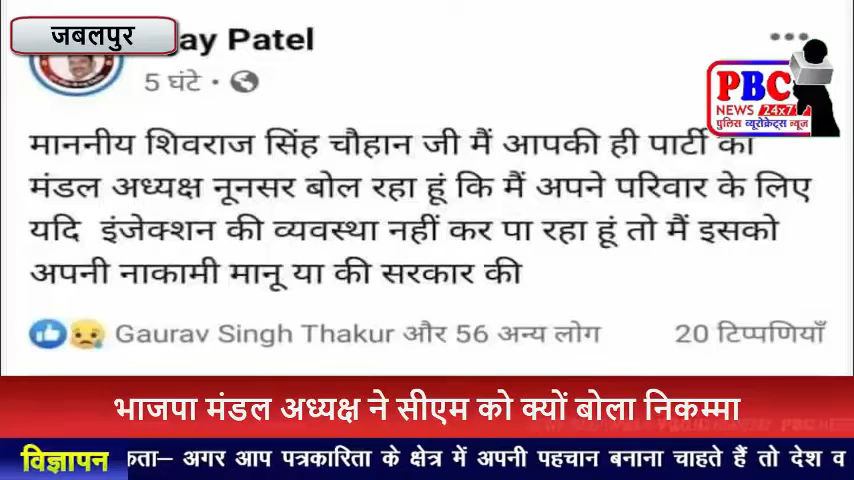 जबलपुर
ay Patel
5 घंटे
PBC
NEWS 24x7
पुलिस ब्यूरोक्रेट्स न्यूज
माननीय शिवराज सिंह चौहान जी मैं आपकी ही पार्टी का
मंडल अध्यक्ष नूनसर बोल रहा हूं कि मैं अपने परिवार के लिए
यदि इंजेक्शन की व्यवस्था नहीं कर पा रहा हूं तो मैं इसको
अपनी नाकामी मानू या की सरकार की
Gaurav Singh Thakur और 56 अन्य लोग
20 टिप्पणियाँ
भाजपा मंडल अध्यक्ष ने सीएम को क्यों बोला निकम्मा
विज्ञापन
कता– अगर आप पत्रकारिता के क्षेत्र में अपनी पहचान बनाना चाहते हैं तो देश व